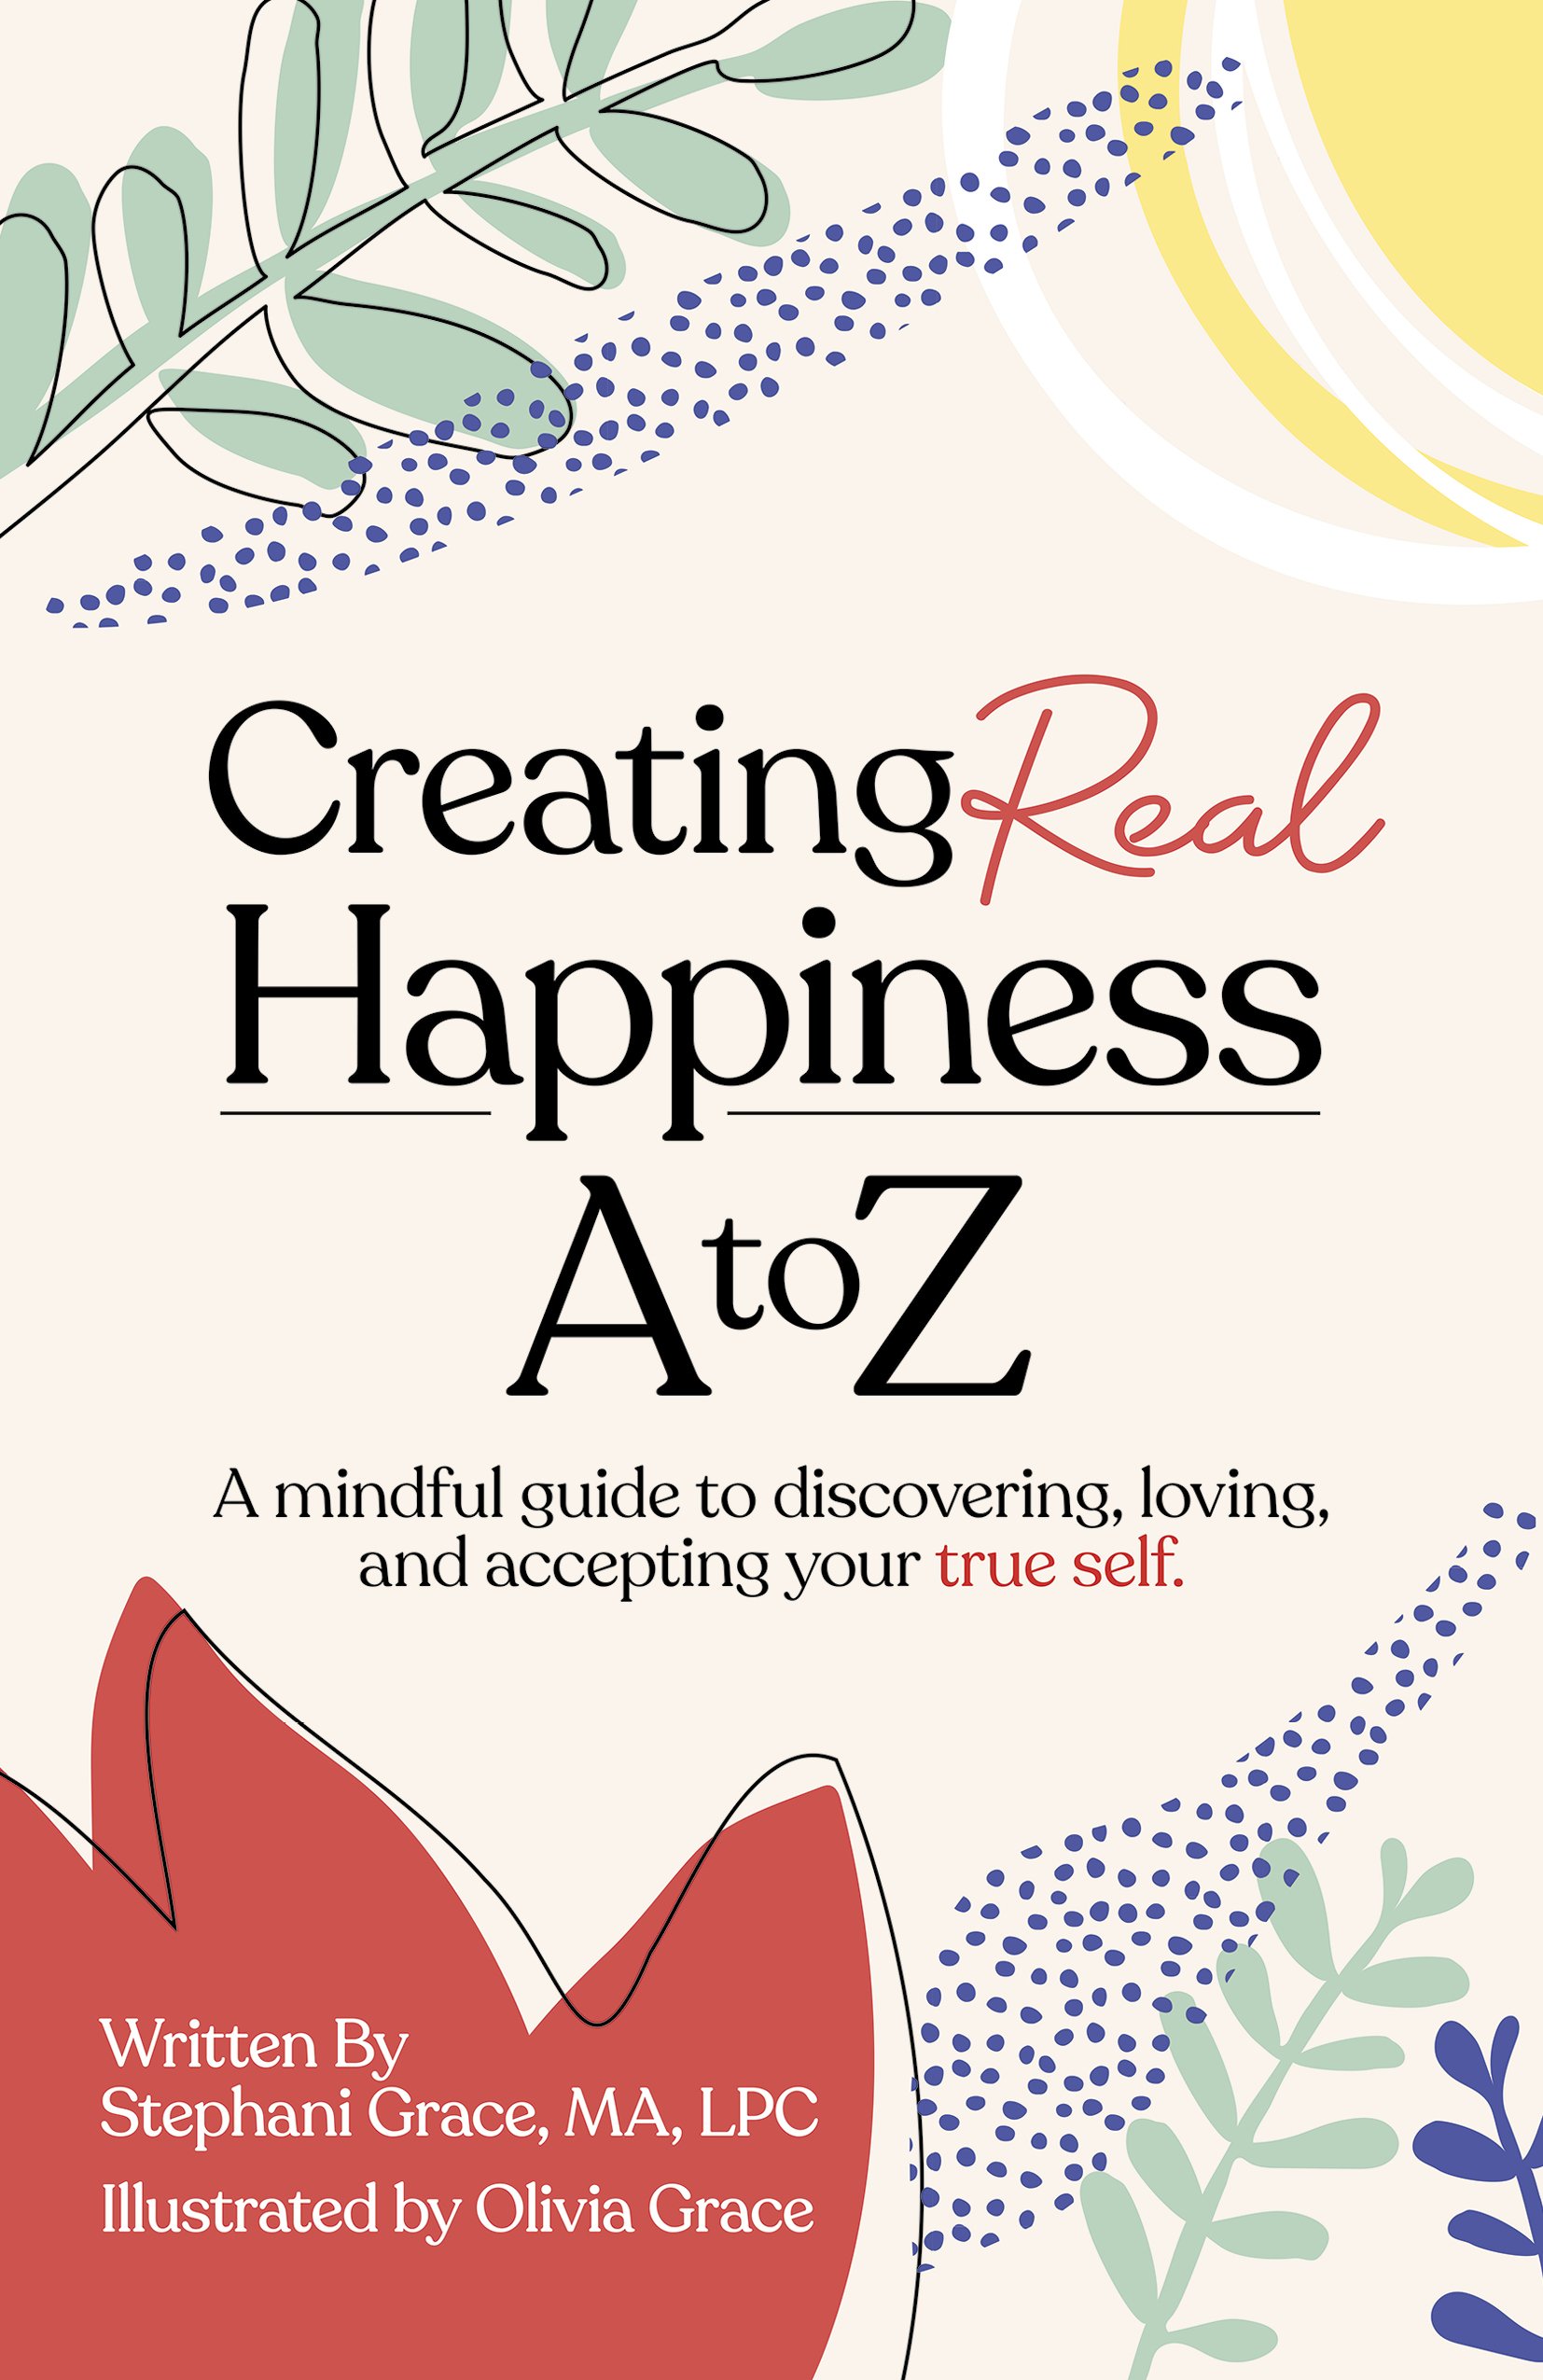 Creating Real
Happiness
A to Z
A mindful guide to discovering, loving,
and accepting your true self.
Written By
Stephani Grace, MA, LPC
Illustrated by Olivia Grace